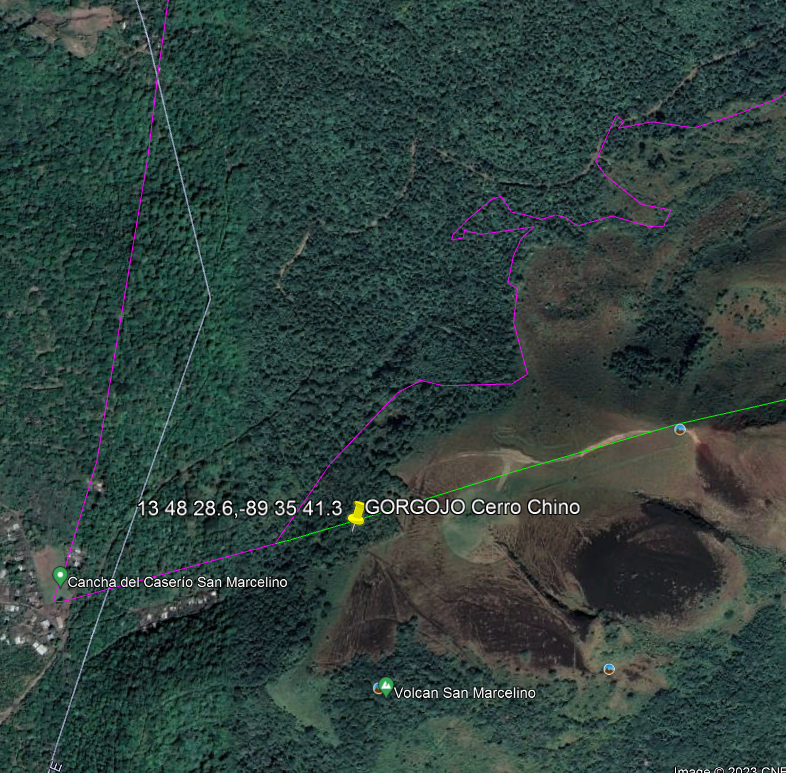 13 48 28.6,-89 35 41.3 GORGOJO Cerro Chino
Cancha del Caserío San Marcelino
Volcan San Marcelino
Image © 2023 CNE